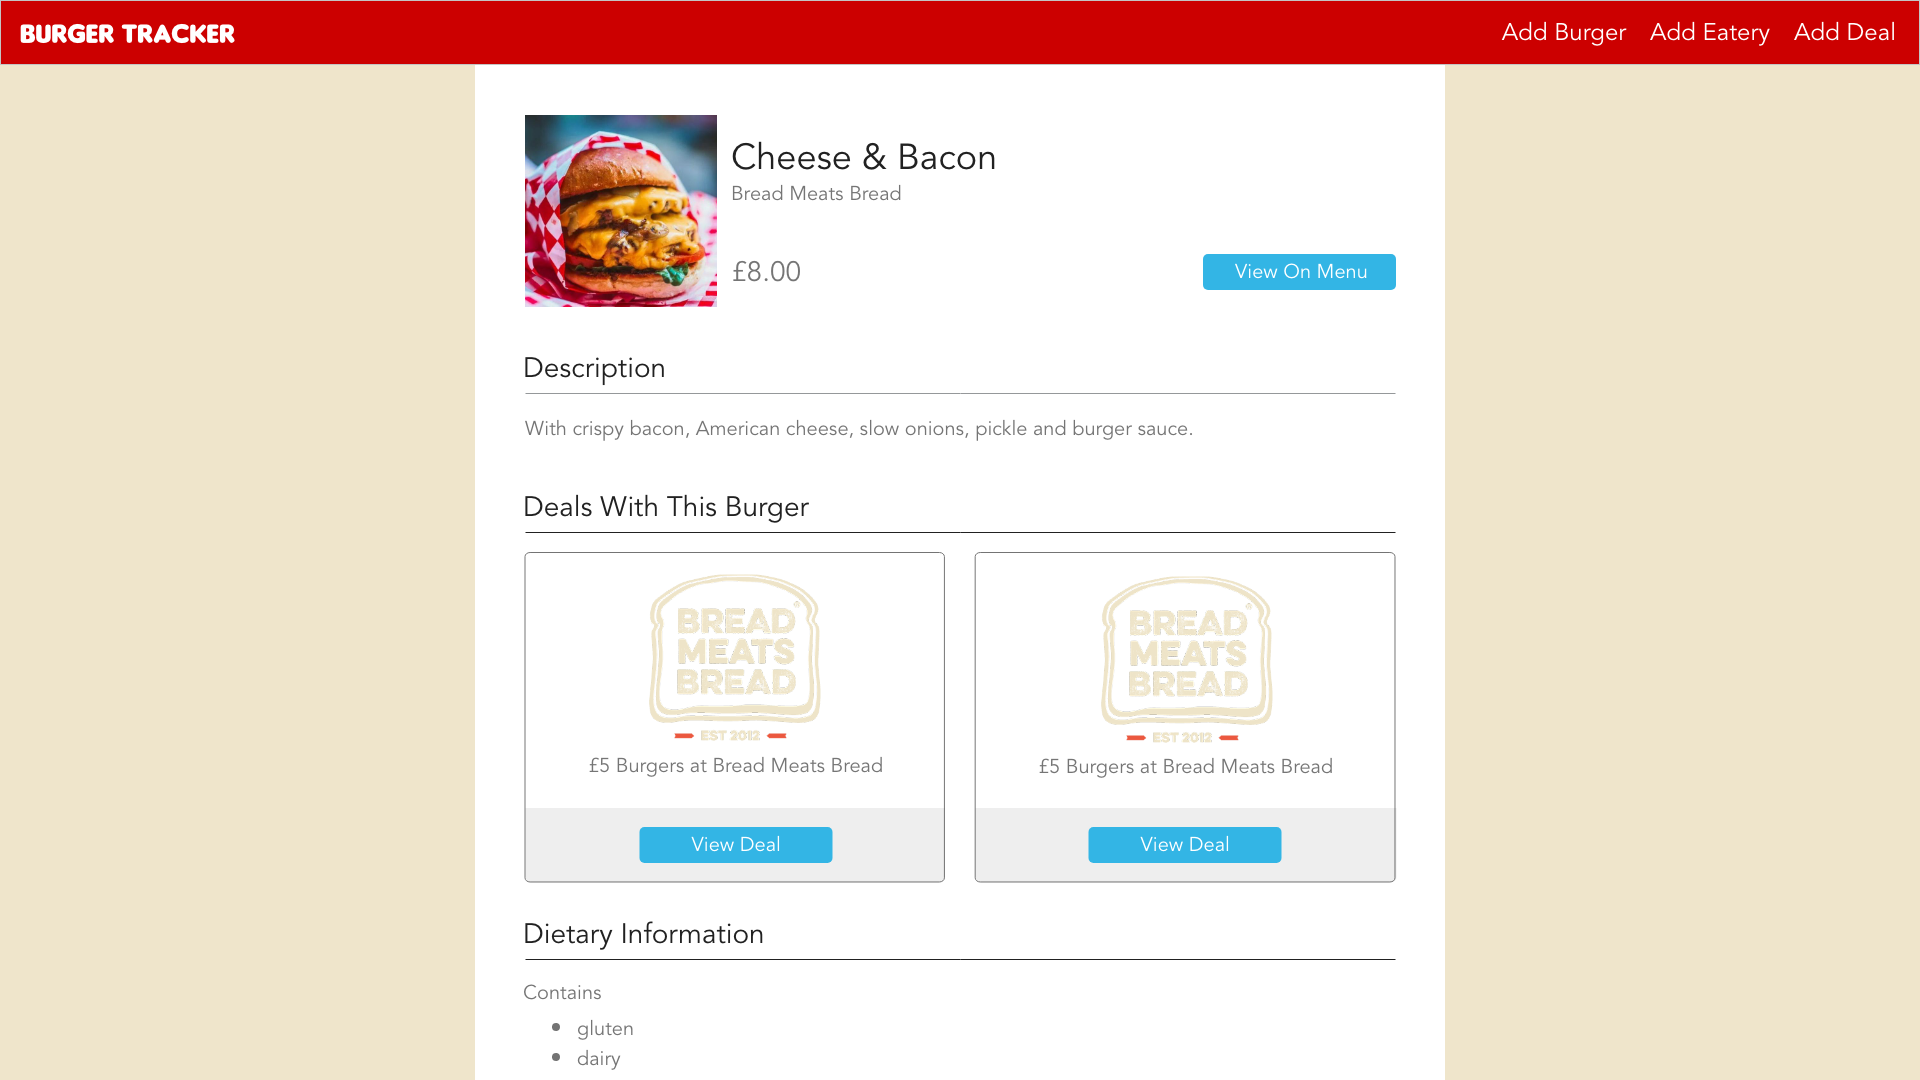 BURGER TRACKER
Add Burger Add Eatery Add Deal
Cheese & Bacon
Bread Meats Bread
£8.00
View On Menu
Description
With crispy bacon, American cheese, slow onions, pickle and burger sauce.
Deals With This Burger
BREAD
MEATS
BREAD
®
EST 2012
£5 Burgers at Bread Meats Bread
View Deal
BREAD
MEATS
BREAD
®
EST 2012
£5 Burgers at Bread Meats Bread
View Deal
Dietary Information
Contains
• gluten
• dairy